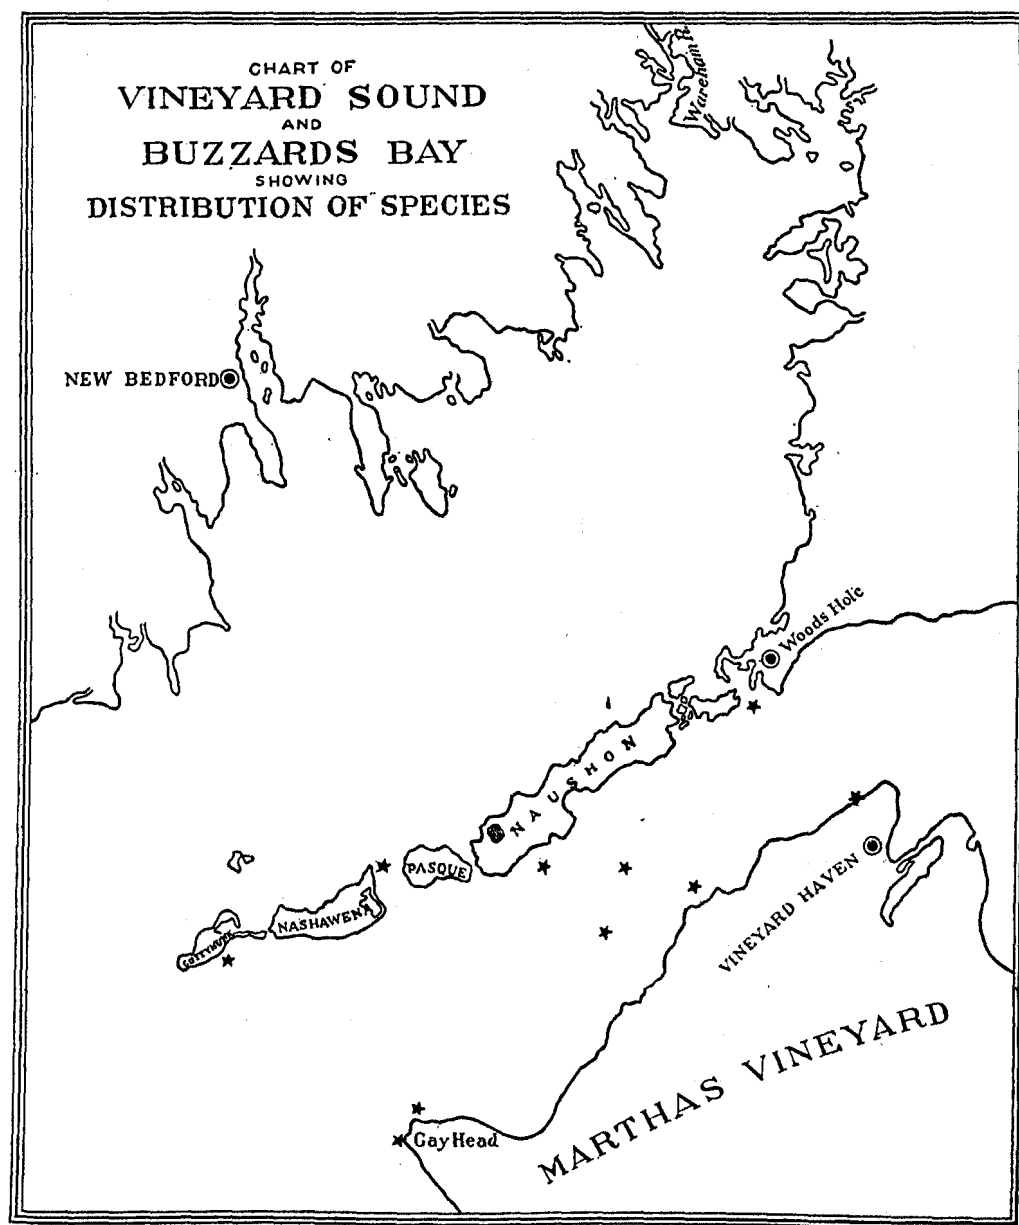 CHART OF
VINEYARD SOUND
AND
BUZZARDS BAY
SHOWING
DISTRIBUTION OF SPECIES
Wareham R.
NEW BEDFORD
Woods Hole
NAUSHON
PASQUE
NASHAWENA
CUTTYHUNK
VINEYARD HAVEN
MARTHAS VINEYARD
Gay Head